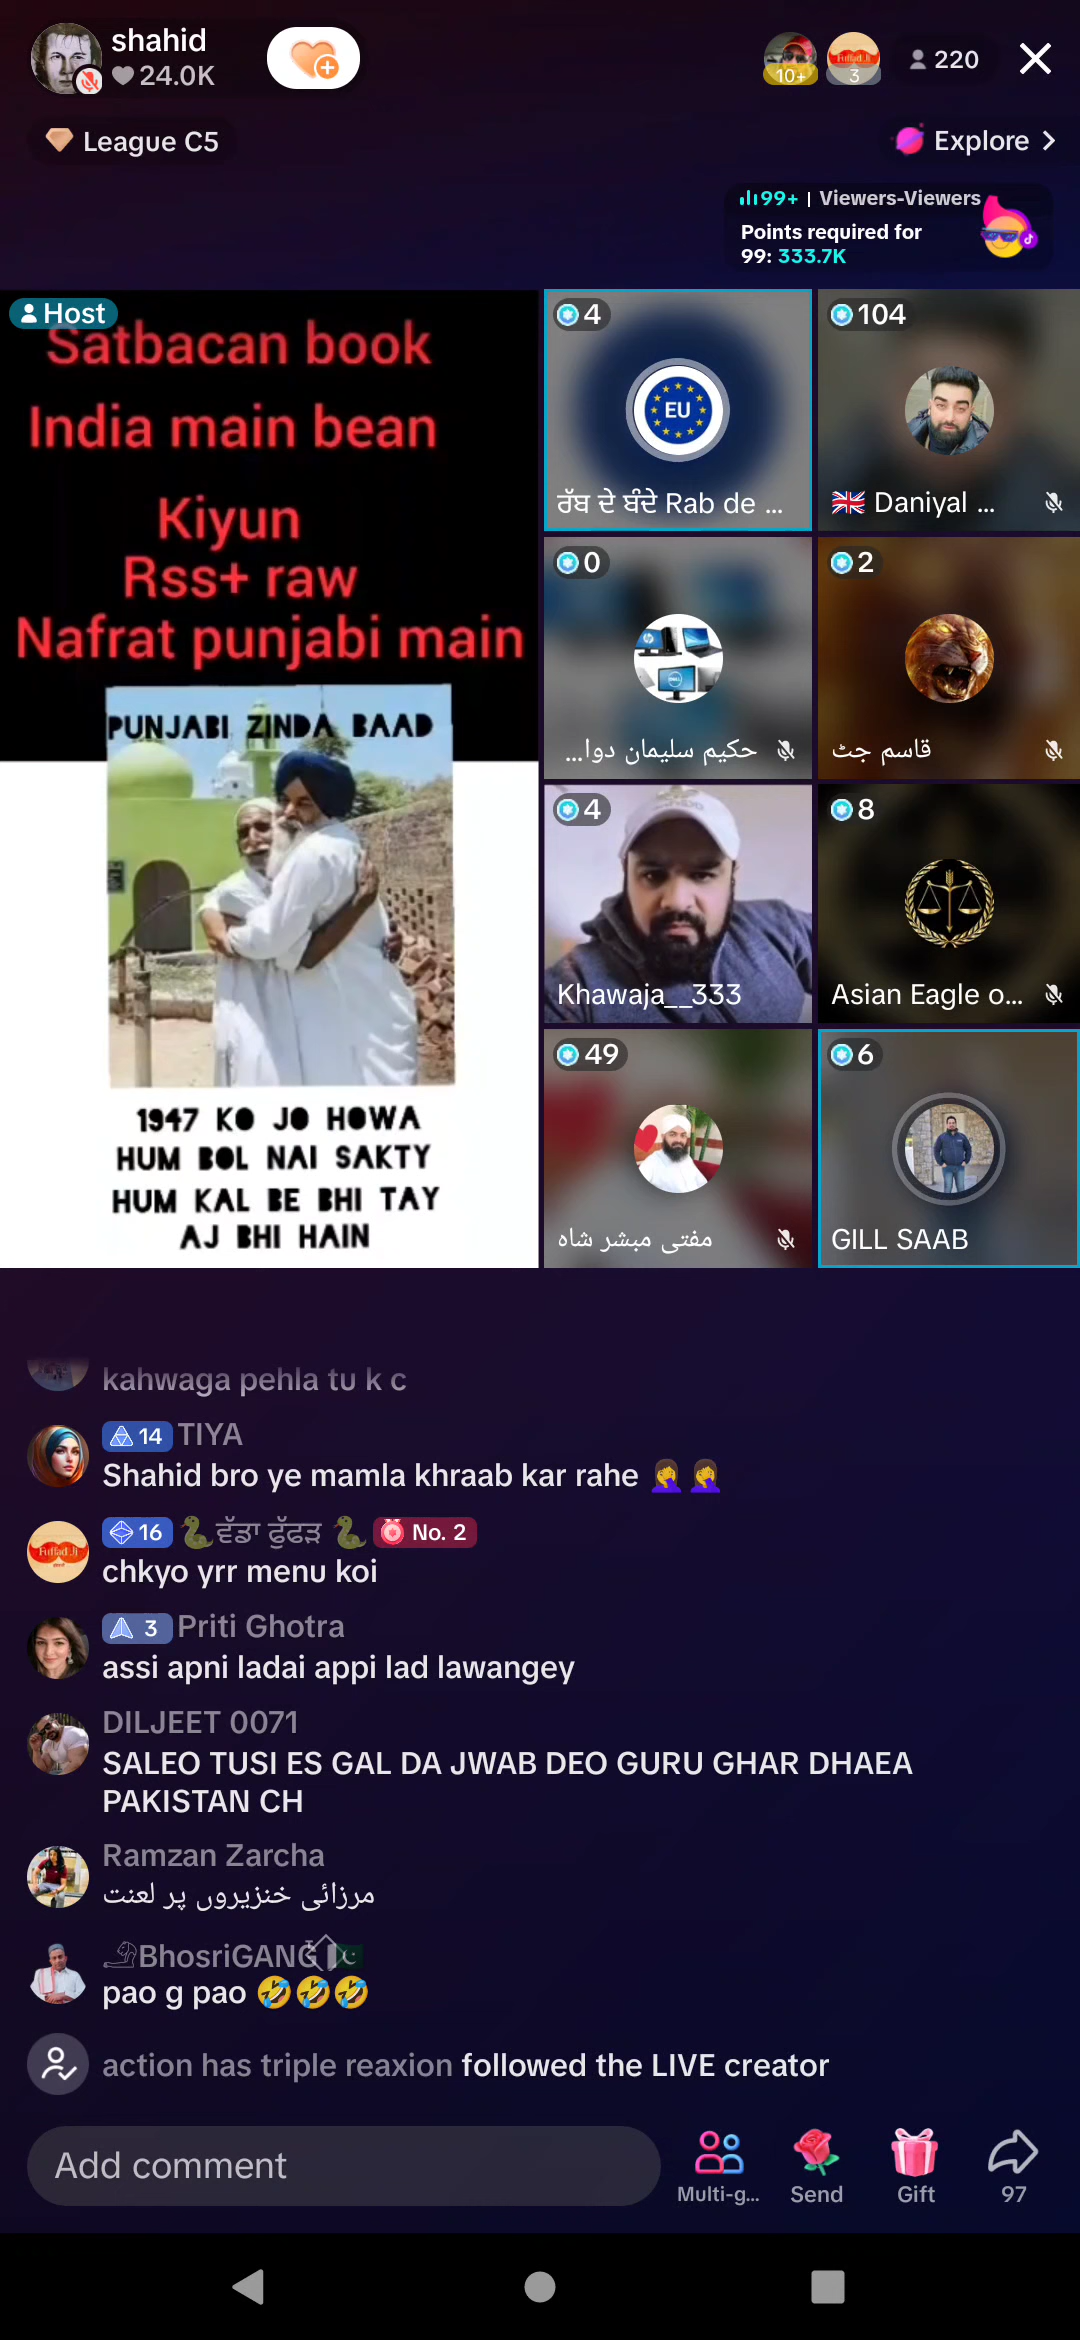 shahid
24.0K
10+
3
220
League C5
Explore
99+ | Viewers-Viewers
Points required for
99: 333.7K
Host
Satbacan book
India main bean
Kiyun
Rss+ raw
Nafrat punjabi main
PUNJABI ZINDA BAAD
1947 KO JO HOWA
HUM BOL NAI SAKTY
HUM KAL BE BHI TAY
AJ BHI HAIN
4
EU
ਰੱਬ ਦੇ ਬੰਦੇ Rab de ...
104
🇬🇧 Daniyal ...
0
حکیم سلیمان دوا...
2
قاسم جٹ
4
Khawaja__333
8
Asian Eagle o...
49
مفتی مبشر شاہ
6
GILL SAAB
kahwaga pehla tu k c
14 TIYA
Shahid bro ye mamla khraab kar rahe 🤦‍♀️🤦‍♀️
16 🐍ਵੱਡਾ ਫੁੱਫੜ 🐍 No. 2
Fuffad Ji
chkyo yrr menu koi
3 Priti Ghotra
assi apni ladai appi lad lawangey
DILJEET 0071
SALEO TUSI ES GAL DA JWAB DEO GURU GHAR DHAEA
PAKISTAN CH
Ramzan Zarcha
مرزائی خنزیروں پر لعنت
BhosriGANG
pao g pao 🤣🤣🤣
action has triple reaxion followed the LIVE creator
Add comment
Multi-g...
Send
Gift
97